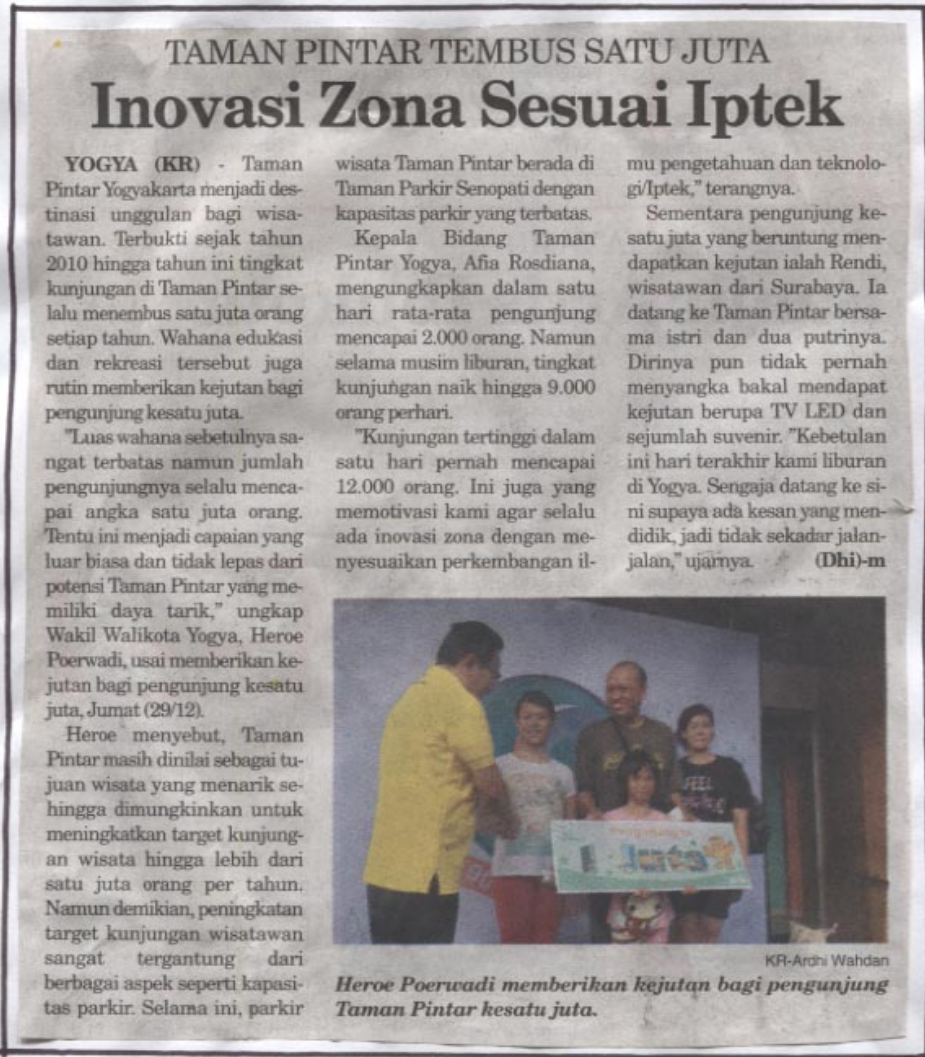 TAMAN PINTAR TEMBUS SATU JUTA
Inovasi Zona Sesuai Iptek
YOGYA (KR) - Taman
Pintar Yogyakarta menjadi des-
tinasi unggulan bagi wisa-
tawan. Terbukti sejak tahun
2010 hingga tahun ini tingkat
kunjungan di Taman Pintar se-
lalu menembus satu juta orang
setiap tahun. Wahana edukasi
dan rekreasi tersebut juga
rutin memberikan kejutan bagi
pengunjung kesatu juta.
"Luas wahana sebetulnya sa-
ngat terbatas namun jumlah
pengunjungnya selalu menca-
pai angka satu juta orang.
Tentu ini menjadi capaian yang
luar biasa dan tidak lepas dari
potensi Taman Pintar yang me-
miliki daya tarik," ungkap
Wakil Walikota Yogya, Heroe
Poerwadi, usai memberikan ke-
jutan bagi pengunjung kesatu
juta, Jumat (29/12).
Heroe menyebut, Taman
Pintar masih dinilai sebagai tu-
juan wisata yang menarik se-
hingga dimungkinkan untuk
meningkatkan target kunjung-
an wisata hingga lebih dari
satu juta orang per tahun.
Namun demikian, peningkatan
target kunjungan wisatawan
sangat tergantung dari
berbagai aspek seperti kapasi-
tas parkir. Selama ini, parkir
wisata Taman Pintar berada di
Taman Parkir Senopati dengan
kapasitas parkir yang terbatas.
Kepala Bidang Taman
Pintar Yogya, Afia Rosdiana,
mengungkapkan dalam satu
hari rata-rata pengunjung
mencapai 2.000 orang. Namun
selama musim liburan, tingkat
kunjungan naik hingga 9.000
orang perhari.
"Kunjungan tertinggi dalam
satu hari pernah mencapai
12.000 orang. Ini juga yang
memotivasi kami agar selalu
ada inovasi zona dengan me-
nyesuaikan perkembangan il-
mu pengetahuan dan teknolo-
gi/Iptek," terangnya.
Sementara pengunjung ke-
satu juta yang beruntung men-
dapatkan kejutan ialah Rendi,
wisatawan dari Surabaya. Ia
datang ke Taman Pintar bersa-
ma istri dan dua putrinya.
Dirinya pun tidak pernah
menyangka bakal mendapat
kejutan berupa TV LED dan
sejumlah suvenir. "Kebetulan
ini hari terakhir kami liburan
di Yogya. Sengaja datang ke si-
ni supaya ada kesan yang men-
didik, jadi tidak sekadar jalan-
jalan," ujarnya. (Dhi)-m
FEEL
KR-Ardhi Wahdan
Heroe Poerwadi memberikan kejutan bagi pengunjung
Taman Pintar kesatu juta.